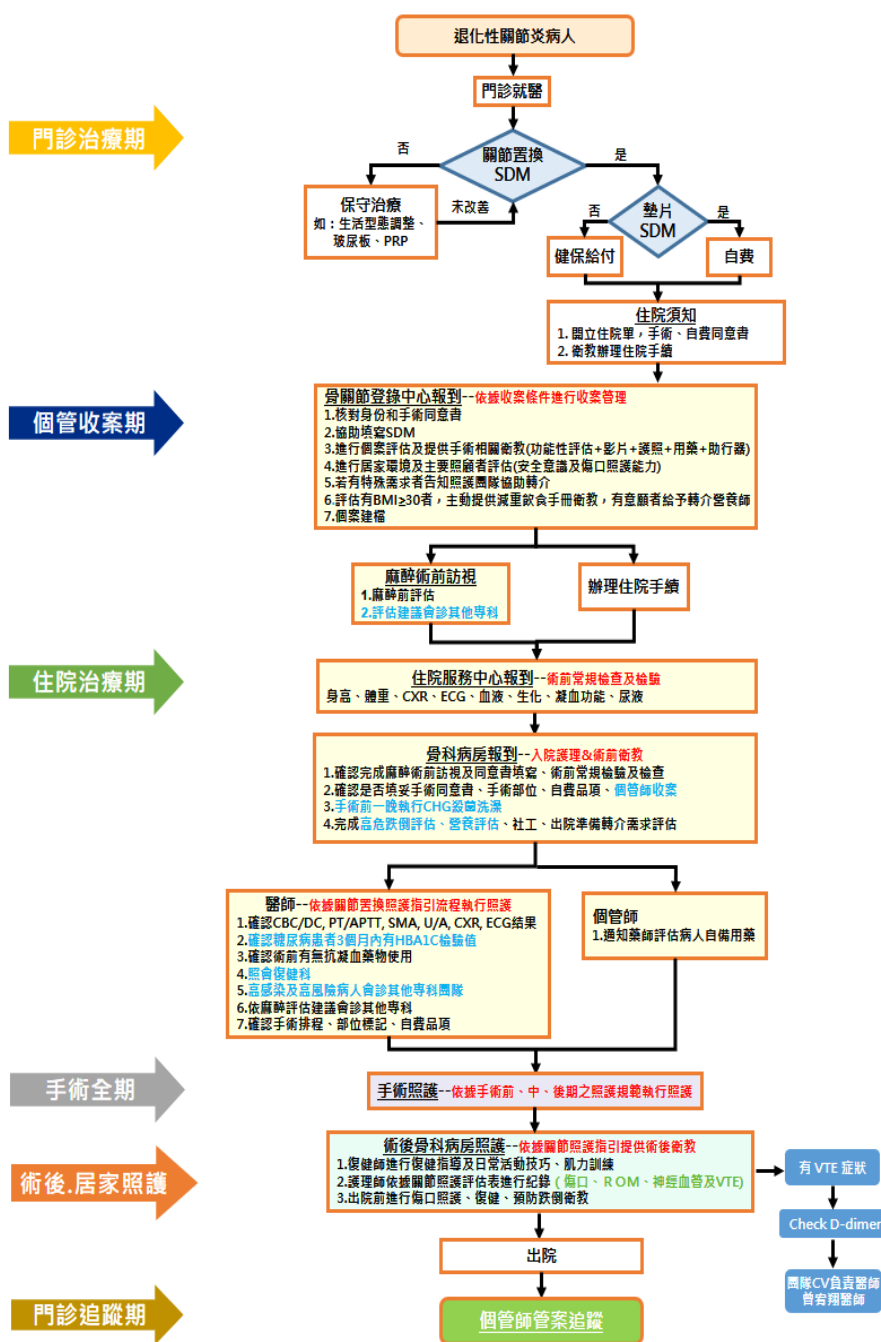 退化性關節炎病人
門診就醫
門診治療期
關節置換
SDM
否
是
保守治療
如：生活型態調整、
玻尿板、PRP
未改善
墊片
SDM
否
是
健保給付
自費
住院須知
1. 開立住院單，手術、自費同意書
2. 衛教辦理住院手續
個管收案期
骨關節登錄中心報到--依據收案條件進行收案管理
1.核對身份和手術同意書
2.協助填寫SDM
3.進行個案評估及提供手術相關衛教(功能性評估+影片+護照+用藥+助行器)
4.進行居家環境及主要照顧者評估(安全意識及傷口照護能力)
5.若有特殊需求者告知照護團隊協助轉介
6.評估有BMI≥30者，主動提供減重飲食手冊衛教，有意願者給予轉介營養師
7.個案建檔
麻醉術前訪視
1.麻醉前評估
2.評估建議會診其他專科
辦理住院手續
住院治療期
住院服務中心報到--術前常規檢查及檢驗
身高、體重、CXR、ECG、血液、生化、凝血功能、尿液
骨科病房報到--入院護理&術前衛教
1.確認完成麻醉術前訪視及同意書填寫、術前常規檢驗及檢查
2.確認是否填妥手術同意書、手術部位、自費品項、個管師收案
3.手術前一晚執行CHG殺菌洗澡
4.完成高危跌倒評估、營養評估、社工、出院準備轉介需求評估
醫師--依據關節置換照護指引流程執行照護
1.確認CBC/DC, PT/APTT, SMA, U/A, CXR, ECG結果
2.確認糖尿病患者3個月內有HBA1C檢驗值
3.確認術前有無抗凝血藥物使用
4.照會復健科
5.高感染及高風險病人會診其他專科團隊
6.依麻醉評估建議會診其他專科
7.確認手術排程、部位標記、自費品項
個管師
1.通知藥師評估病人自備用藥
手術全期
手術照護--依據手術前、中、後期之照護規範執行照護
術後.居家照護
術後骨科病房照護--依據關節照護指引提供術後衛教
1.復健師進行復健指導及日常活動技巧、肌力訓練
2.護理師依據關節照護評估表進行紀錄（傷口、ROM、神經血管及VTE)
3.出院前進行傷口照護、復健、預防跌倒衛教
有 VTE 症狀
Check D-dimer
團隊CV負責醫師
曾宥翔醫師
出院
門診追蹤期
個管師管案追蹤